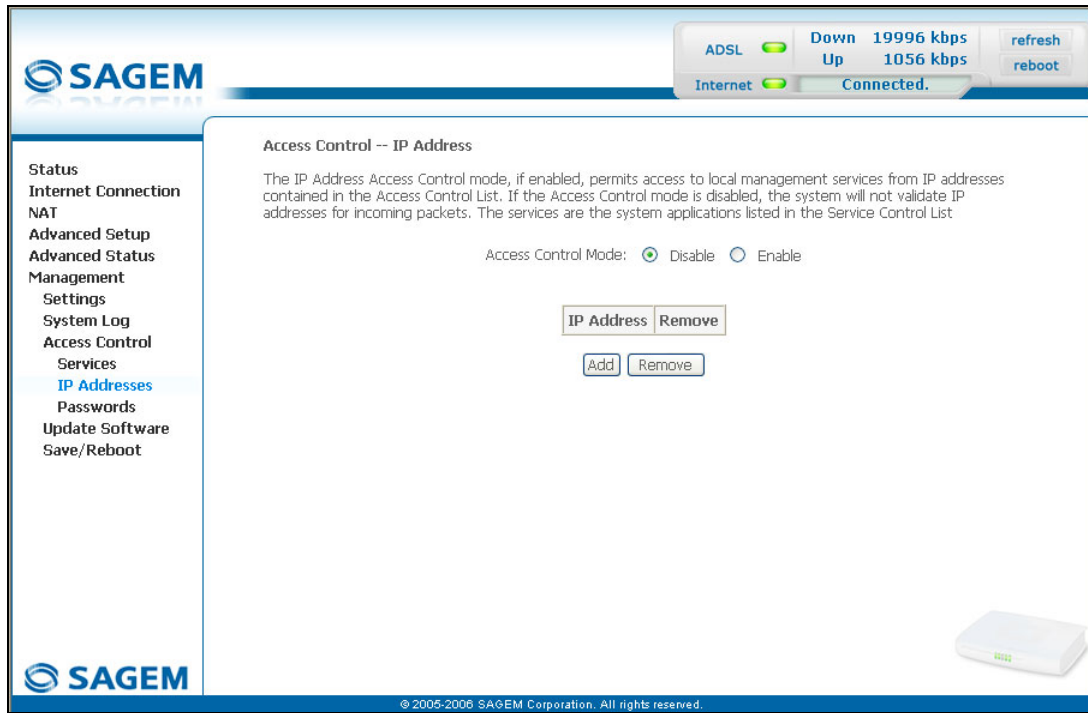 SAGEM
ADSL
Down 19996 kbps
Up 1056 kbps
refresh
reboot
Internet
Connected.
Status
Internet Connection
NAT
Advanced Setup
Advanced Status
Management
Settings
System Log
Access Control
Services
IP Addresses
Passwords
Update Software
Save/Reboot
Access Control -- IP Address
The IP Address Access Control mode, if enabled, permits access to local management services from IP addresses
contained in the Access Control List. If the Access Control mode is disabled, the system will not validate IP
addresses for incoming packets. The services are the system applications listed in the Service Control List
Access Control Mode: Disable Enable
IP Address Remove
Add Remove
SAGEM
© 2005-2006 SAGEM Corporation. All rights reserved.